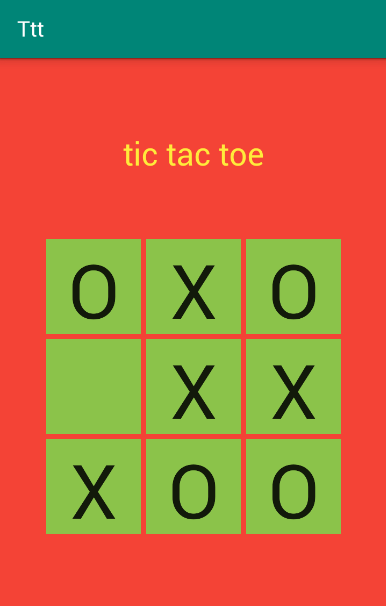 Ttt
tic tac toe
O X O
X X
X O O